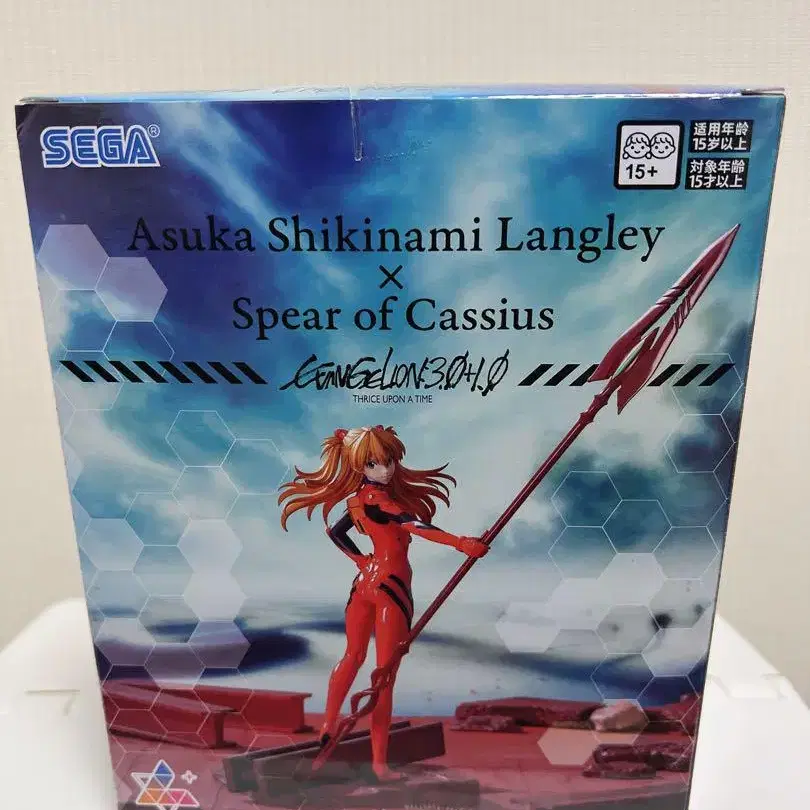 SEGA®
15+
适用年龄
15岁以上
対象年齢
15才以上
Asuka Shikinami Langley
×
Spear of Cassius
EVANGELION:3.0+1.0
THRICE UPON A TIME